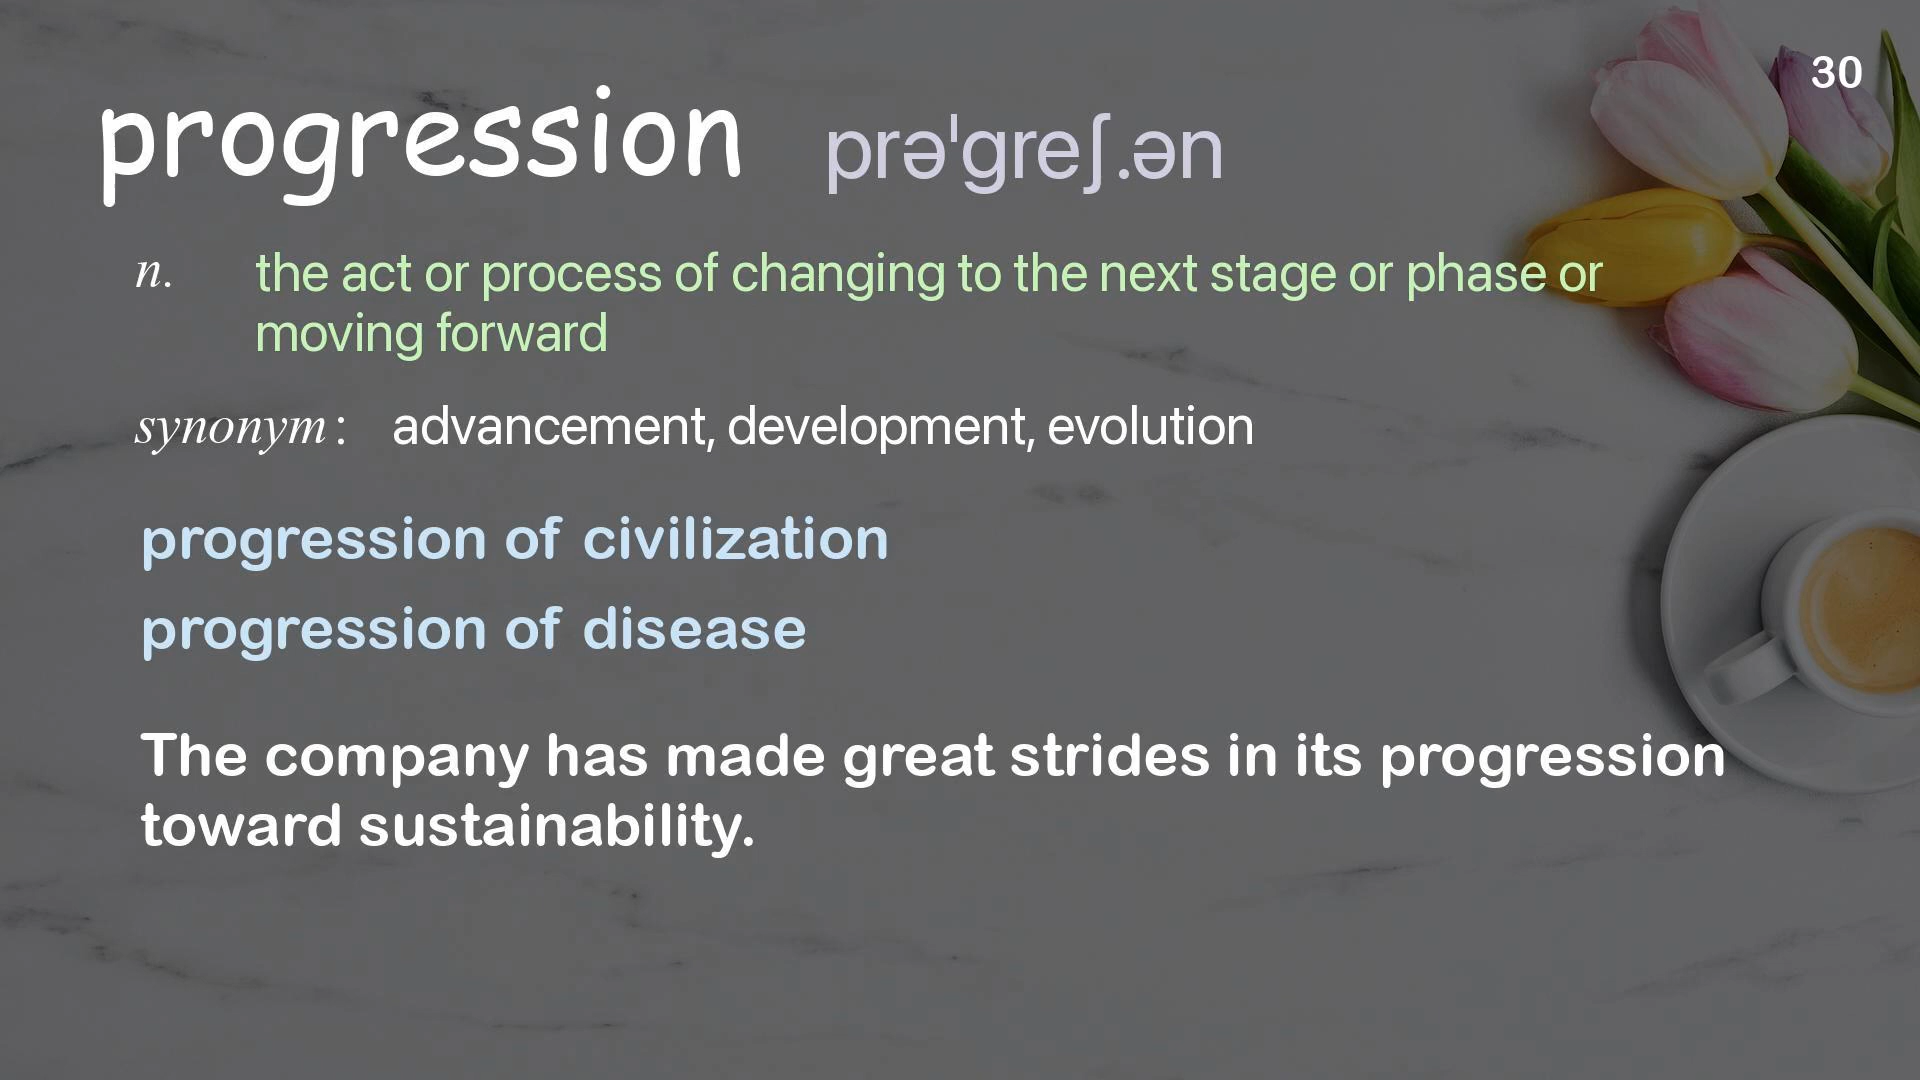 30
progression prəˈɡreʃ.ən
n. the act or process of changing to the next stage or phase or
moving forward
synonym : advancement, development, evolution
progression of civilization
progression of disease
The company has made great strides in its progression
toward sustainability.